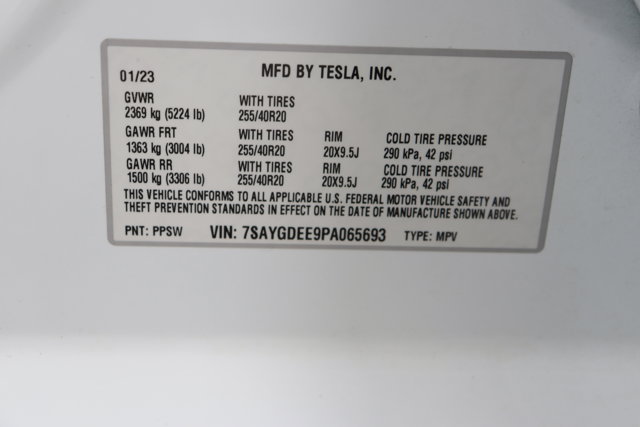 01/23 MFD BY TESLA, INC.
GVWR WITH TIRES
2369 kg (5224 lb) 255/40R20
GAWR FRT WITH TIRES RIM COLD TIRE PRESSURE
1363 kg (3004 lb) 255/40R20 20X9.5J 290 kPa, 42 psi
GAWR RR WITH TIRES RIM COLD TIRE PRESSURE
1500 kg (3306 lb) 255/40R20 20X9.5J 290 kPa, 42 psi
THIS VEHICLE CONFORMS TO ALL APPLICABLE U.S. FEDERAL MOTOR VEHICLE SAFETY AND
THEFT PREVENTION STANDARDS IN EFFECT ON THE DATE OF MANUFACTURE SHOWN ABOVE.
PNT: PPSW VIN: 7SAYGDEE9PA065693 TYPE: MPV